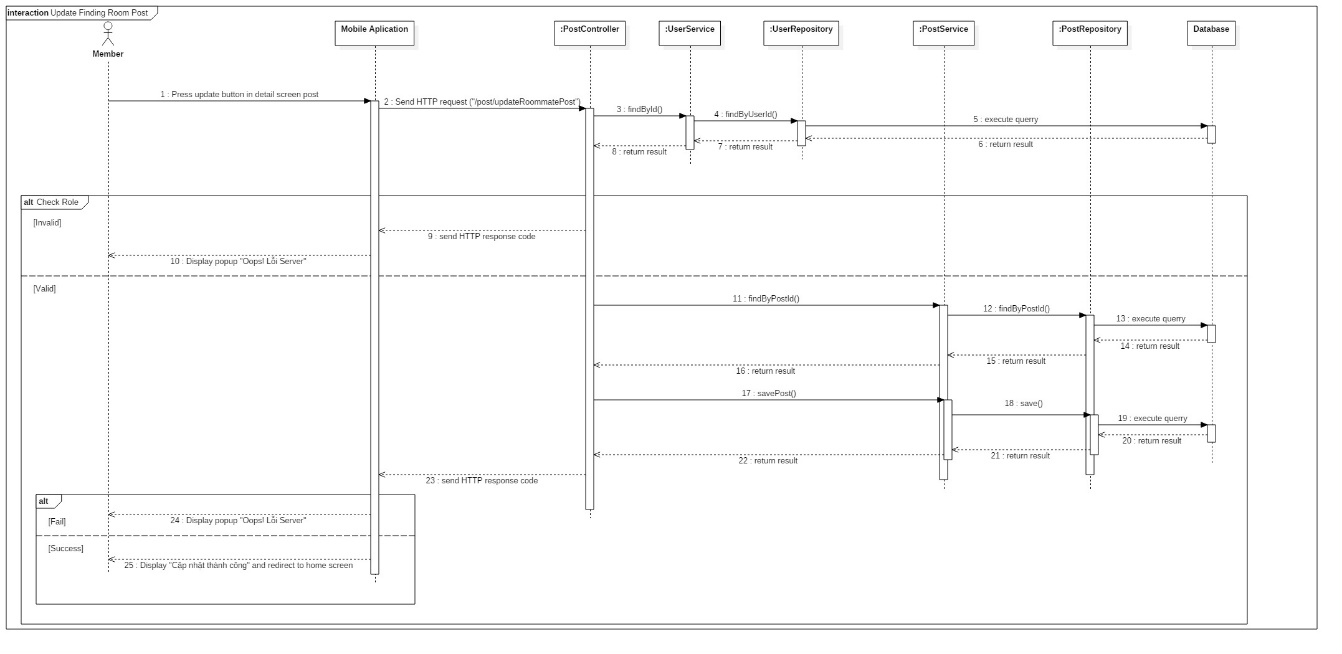 interaction Update Finding Room Post
Member
Mobile Aplication
:PostController
:UserService
:UserRepository
:PostService
:PostRepository
Database
1 : Press update button in detail screen post
2 : Send HTTP request ("/post/updateRoommatePost")
3 : findById()
4 : findByUserId()
5 : execute querry
6 : return result
7 : return result
8 : return result
alt Check Role
[Invalid]
9 : send HTTP response code
10 : Display popup "Oops! Lỗi Server"
[Valid]
11 : findByPostId()
12 : findByPostId()
13 : execute querry
14 : return result
15 : return result
16 : return result
17 : savePost()
18 : save()
19 : execute querry
20 : return result
21 : return result
22 : return result
23 : send HTTP response code
alt
[Fail]
24 : Display popup "Oops! Lỗi Server"
[Success]
25 : Display "Cập nhật thành công" and redirect to home screen